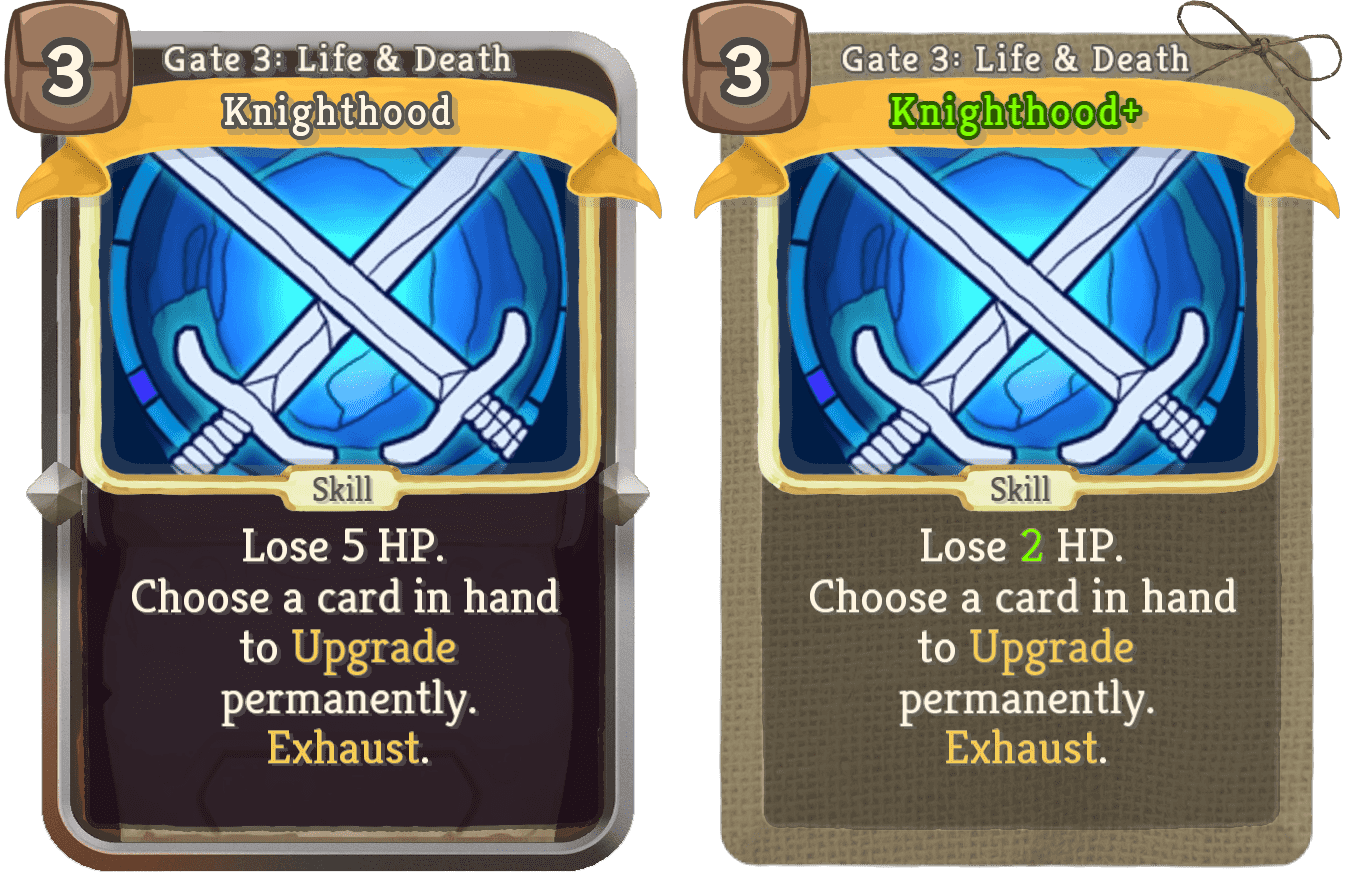 3
Gate 3: Life & Death
Knighthood
Skill
Lose 5 HP.
Choose a card in hand
to Upgrade
permanently.
Exhaust.
3
Gate 3: Life & Death
Knighthood+
Skill
Lose 2 HP.
Choose a card in hand
to Upgrade
permanently.
Exhaust.